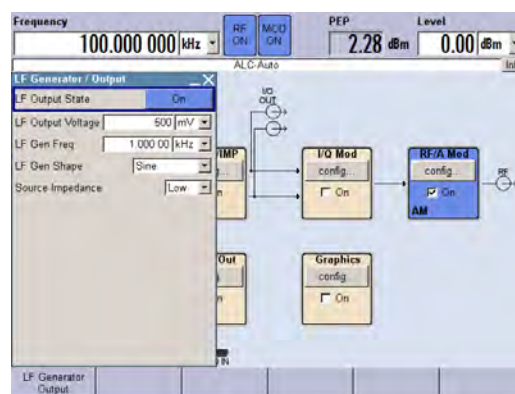 Frequency
100.000 000 kHz
RF ON
MOD ON
PEP
2.28 dBm
Level
0.00 dBm
ALC-Auto
LF Generator / Output
LF Output State On
LF Output Voltage 500 mV
LF Gen Freq 1.000 00 kHz
LF Gen Shape Sine
Source Impedance Low
I/Q OUT
I/Q Mod
config...
On
RF/A Mod
config...
On
AM
RF
Out
Graphics
config
On
IN
LF Generator
Output